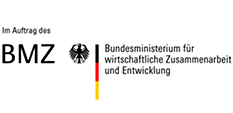 Im Auftrag des
BMZ
Bundesministerium für
wirtschaftliche Zusammenarbeit
und Entwicklung